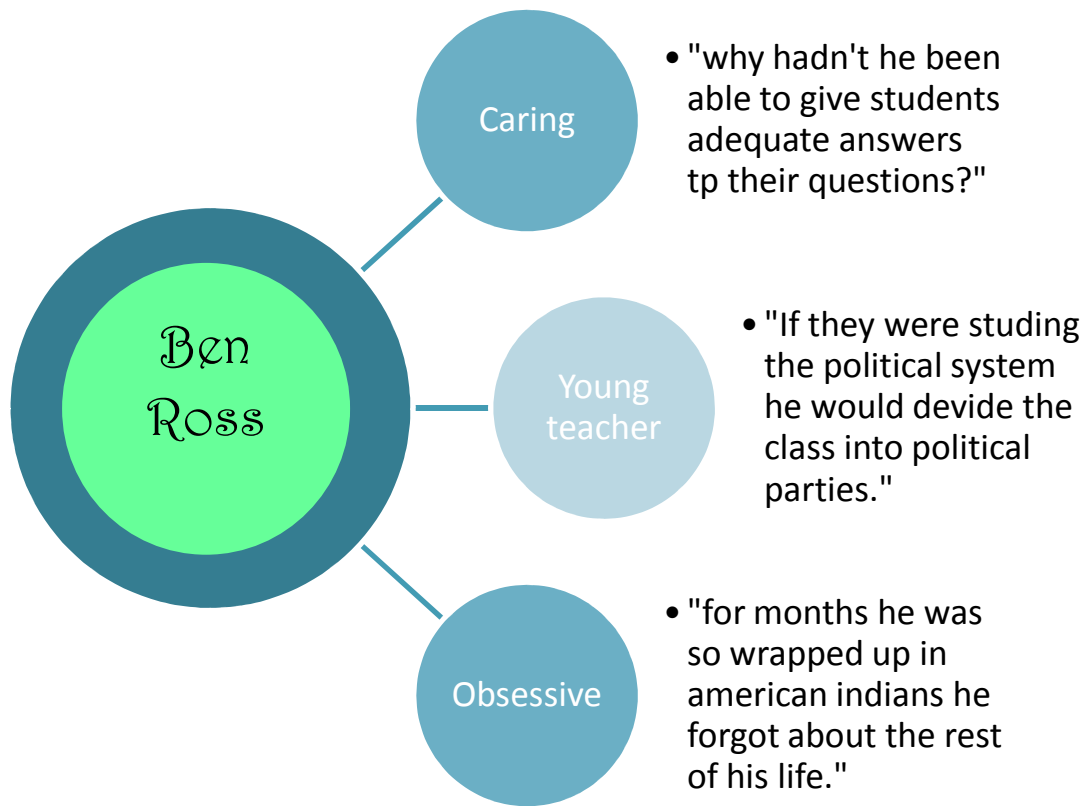 Ben
Ross
Caring
• "why hadn't he been
able to give students
adequate answers
tp their questions?"
Young
teacher
• "If they were studing
the political system
he would devide the
class into political
parties."
Obsessive
• "for months he was
so wrapped up in
american indians he
forgot about the rest
of his life."